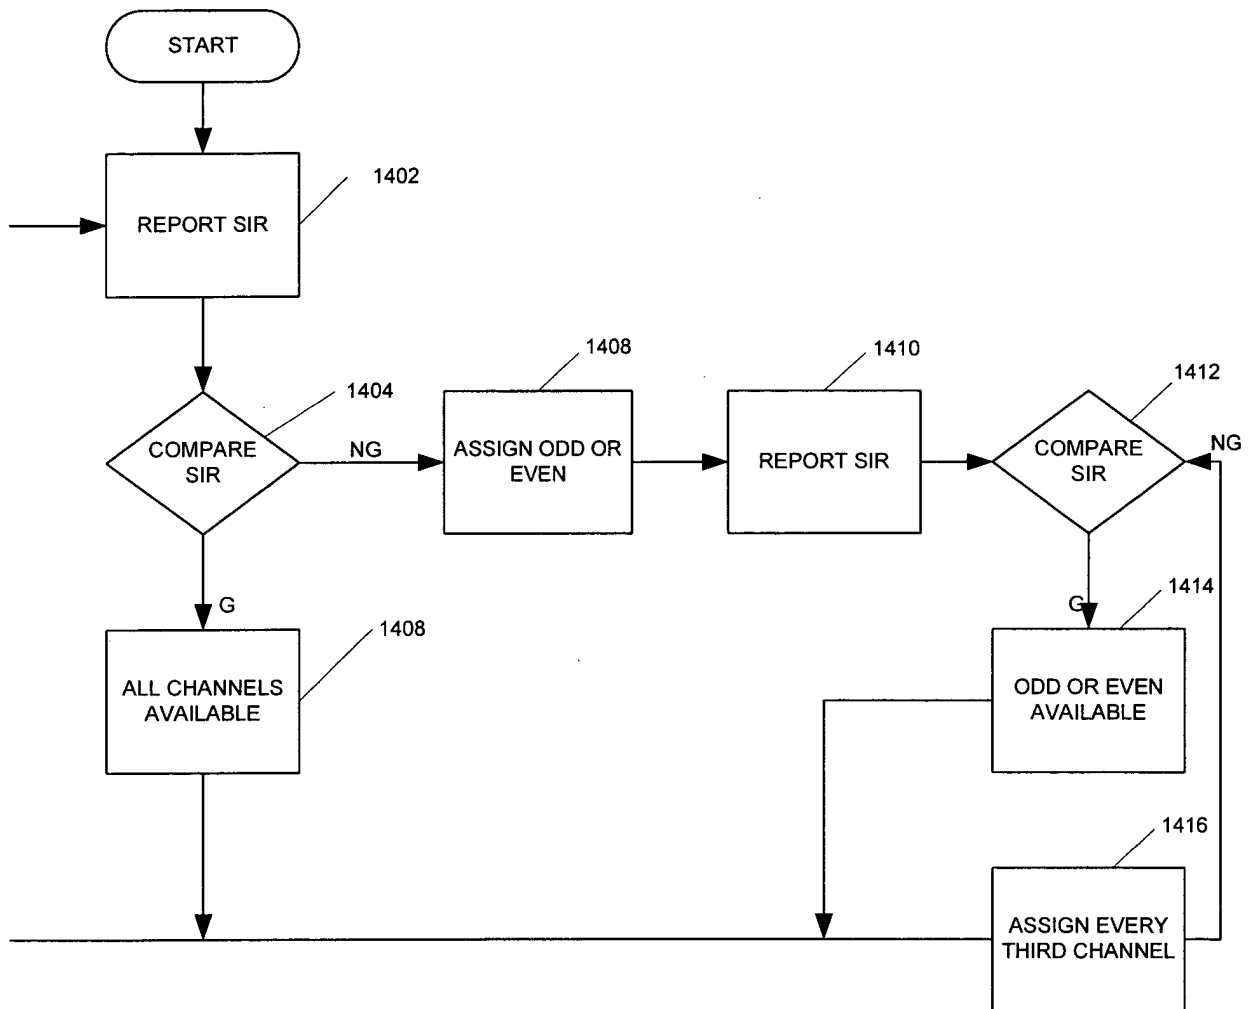 START
1402
REPORT SIR
1404
COMPARE
SIR
NG
1408
ASSIGN ODD OR
EVEN
1410
REPORT SIR
1412
COMPARE
SIR
NG
G
1408
ALL CHANNELS
AVAILABLE
G
1414
ODD OR EVEN
AVAILABLE
1416
ASSIGN EVERY
THIRD CHANNEL